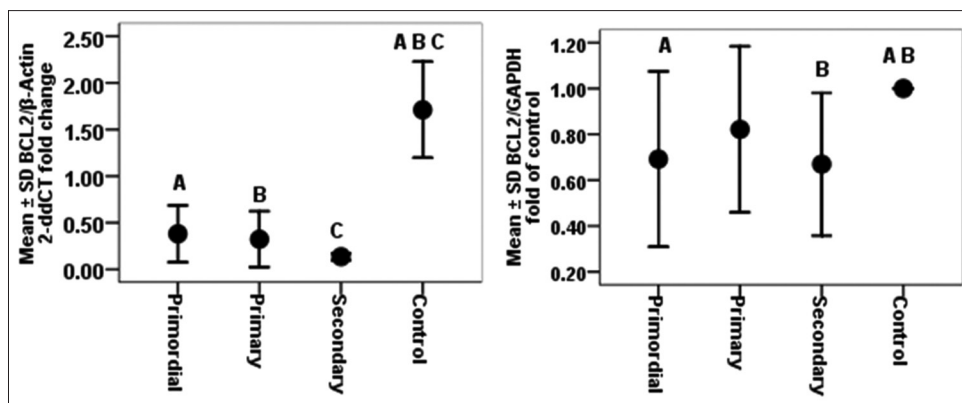 Mean ± SD BCL2/β-Actin
2-ddCT fold change
2.50
2.00
1.50
1.00
0.50
0.00
A
B
C
A B C
Primordial
Primary
Secondary
Control
Mean ± SD BCL2/GAPDH
fold of control
1.20
1.00
0.80
0.60
0.40
0.20
A
B
A B
Primordial
Primary
Secondary
Control